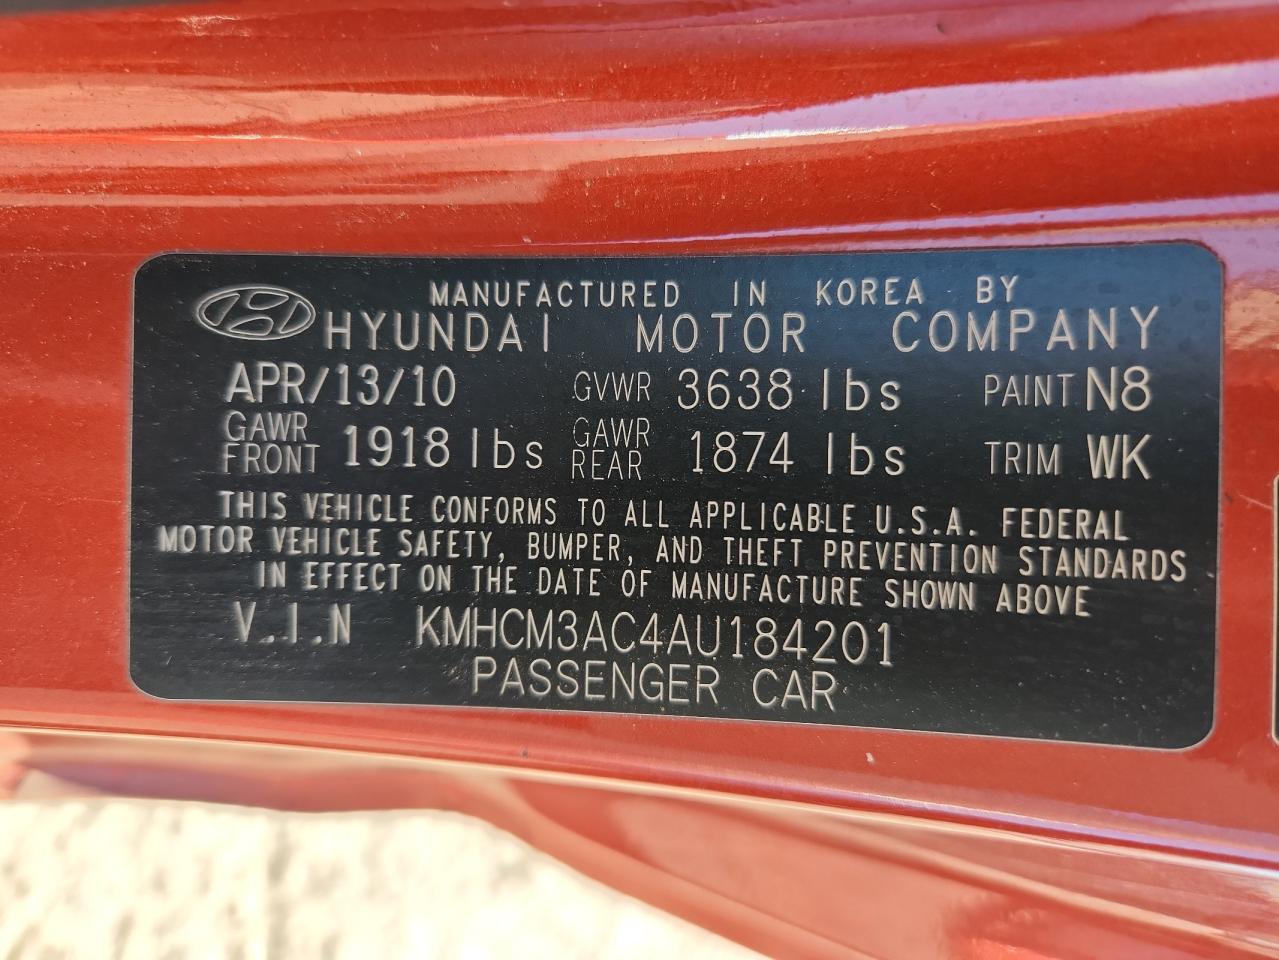 MANUFACTURED IN KOREA BY
HYUNDAI MOTOR COMPANY
APR/13/10 GVWR 3638 lbs PAINT N8
GAWR FRONT 1918 lbs GAWR REAR 1874 lbs TRIM WK
THIS VEHICLE CONFORMS TO ALL APPLICABLE U.S.A. FEDERAL
MOTOR VEHICLE SAFETY, BUMPER, AND THEFT PREVENTION STANDARDS
IN EFFECT ON THE DATE OF MANUFACTURE SHOWN ABOVE
V.I.N KMHCM3AC4AU184201
PASSENGER CAR